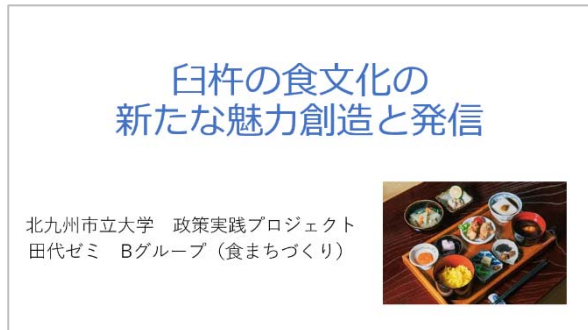 臼杵の食文化の
新たな魅力創造と発信
北九州市立大学　政策実践プロジェクト
田代ゼミ　Bグループ（食まちづくり）